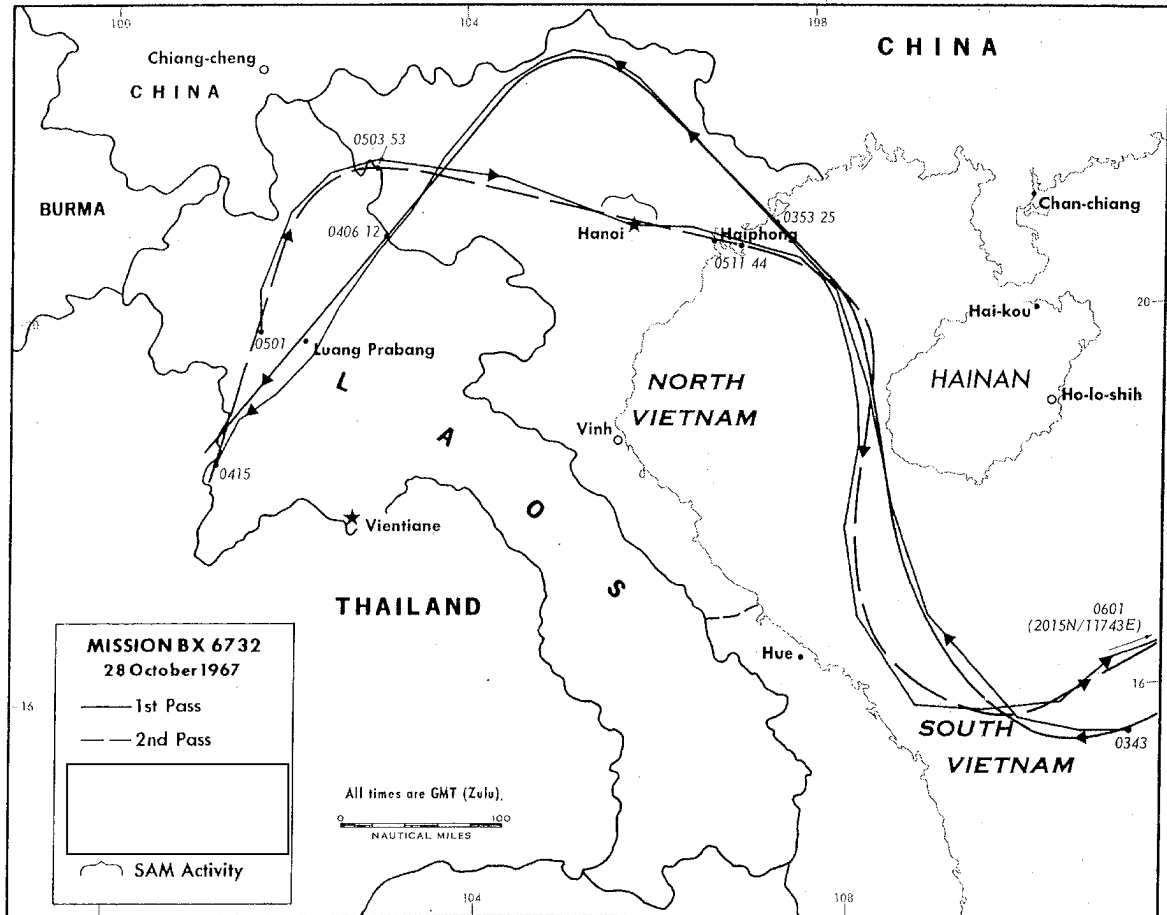 100
104
108
CHINA
Chiang-cheng
CHINA
0503 53
BURMA
Chan-chiang
0353 25
0406 12
Hanoi
Haiphong
0511 44
20
Hai-kou
0501
Luang Prabang
HAINAN
NORTH
VIETNAM
Ho-lo-shih
Vinh
LAOS
0415
Vientiane
THAILAND
0601
(2015N/11743E)
Hue
16
16
SOUTH
VIETNAM
0343
MISSION BX 6732
28 October 1967
1st Pass
2nd Pass
SAM Activity
All times are GMT (Zulu).
0 100
NAUTICAL MILES
104
108